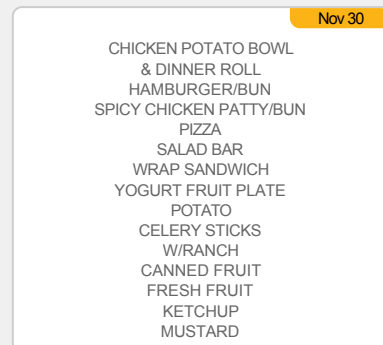 Nov 30
CHICKEN POTATO BOWL
& DINNER ROLL
HAMBURGER/BUN
SPICY CHICKEN PATTY/BUN
PIZZA
SALAD BAR
WRAP SANDWICH
YOGURT FRUIT PLATE
POTATO
CELERY STICKS
W/RANCH
CANNED FRUIT
FRESH FRUIT
KETCHUP
MUSTARD